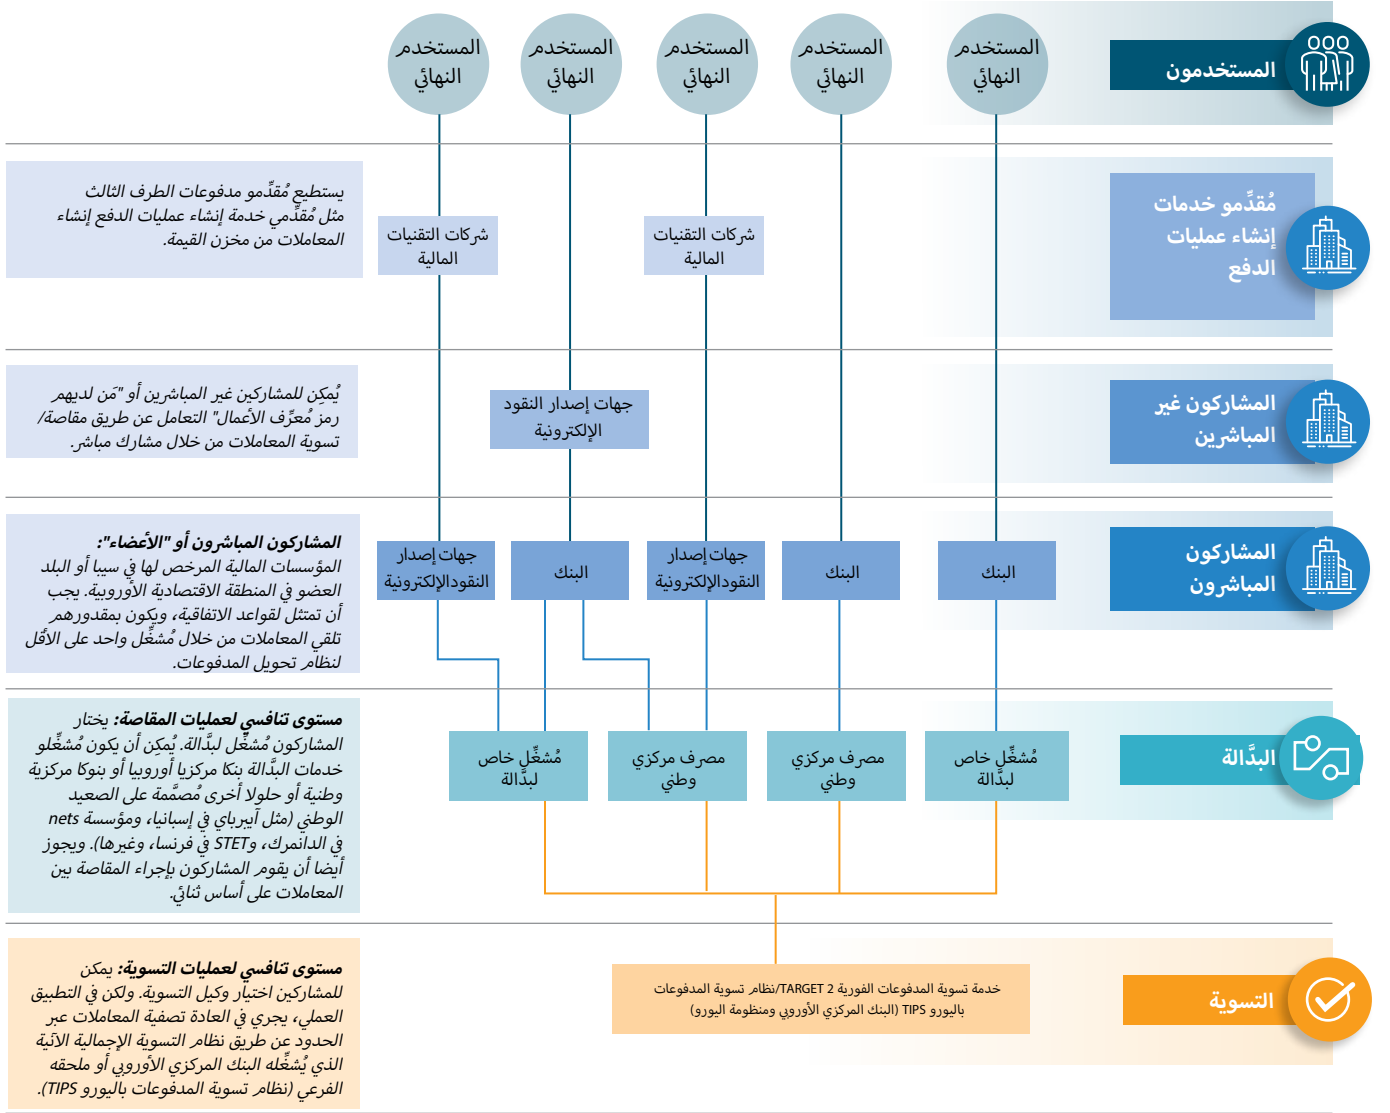 المستخدمون
المستخدم
النهائي
المستخدم
النهائي
المستخدم
النهائي
المستخدم
النهائي
المستخدم
النهائي
مُقدِّمو خدمات
إنشاء عمليات
الدفع
شركات التقنيات
المالية
شركات التقنيات
المالية
يستطيع مُقدِّمو مدفوعات الطرف الثالث
مثل مُقدِّمي خدمة إنشاء عمليات الدفع إنشاء
المعاملات من مخزن القيمة.
المشاركون غير
المباشرين
جهات إصدار النقود
الإلكترونية
يُمكِن للمشاركين غير المباشرين أو "مَن لديهم
رمز مُعرِّف الأعمال" التعامل عن طريق مقاصة/
تسوية المعاملات من خلال مشارك مباشر.
المشاركون
المباشرون
البنك
البنك
جهات إصدار
النقودالإلكترونية
البنك
جهات إصدار
النقودالإلكترونية
المشاركون المباشرون أو "الأعضاء":
المؤسسات المالية المرخص لها في سيبا أو البلد
العضو في المنطقة الاقتصادية الأوروبية. يجب
أن تمتثل لقواعد الاتفاقية، ويكون بمقدورهم
تلقي المعاملات من خلال مُشغِّل واحد على الأقل
لنظام تحويل المدفوعات.
البدَّالة
مُشغِّل خاص
لبدَّالة
مصرف مركزي
وطني
مصرف مركزي
وطني
مُشغِّل خاص
لبدَّالة
مستوى تنافسي لعمليات المقاصة: يختار
المشاركون مُشغِّل لبدَّالة. يُمكِن أن يكون مُشغِّلو
خدمات البدَّالة بنكا مركزيا أوروبيا أو بنوكا مركزية
وطنية أو حلولا أخرى مُصمَّمة على الصعيد
الوطني (مثل آيبرباي في إسبانيا، ومؤسسة nets
في الدانمرك، وSTET في فرنسا، وغيرها). ويجوز
أيضا أن يقوم المشاركون بإجراء المقاصة بين
المعاملات على أساس ثنائي.
التسوية
خدمة تسوية المدفوعات الفورية TARGET 2/نظام تسوية المدفوعات
باليورو TIPS (البنك المركزي الأوروبي ومنظومة اليورو)
مستوى تنافسي لعمليات التسوية: يمكن
للمشاركين اختيار وكيل التسوية. ولكن في التطبيق
العملي، يجري في العادة تصفية المعاملات عبر
الحدود عن طريق نظام التسوية الإجمالية الآنية
الذي يُشغِّله البنك المركزي الأوروبي أو ملحقه
الفرعي (نظام تسوية المدفوعات باليورو TIPS).